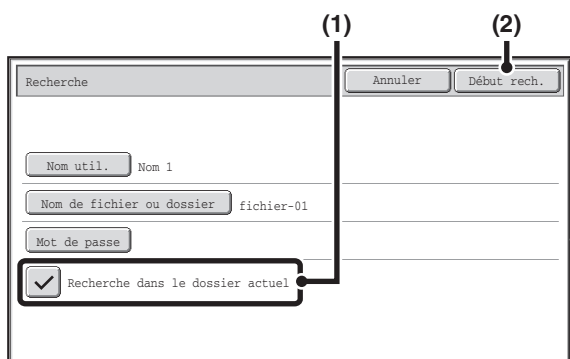 (1) (2)
Recherche Annuler Début rech.
Nom util. Nom 1
Nom de fichier ou dossier fichier-01
Mot de passe
Recherche dans le dossier actuel